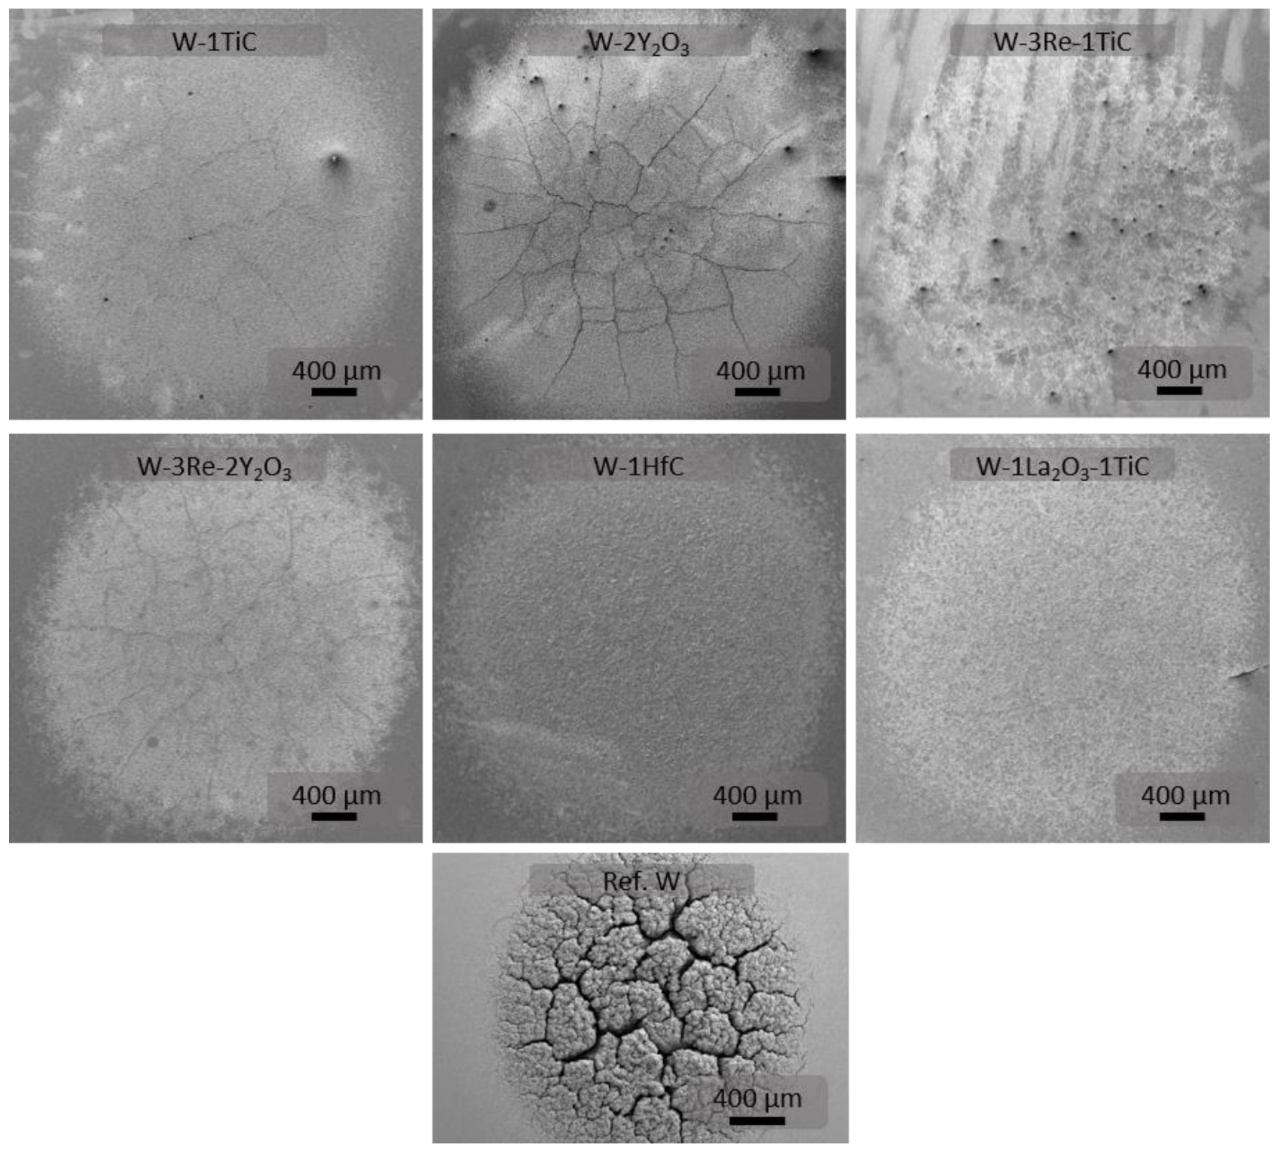 W-1TiC
W-2Y₂O₃
W-3Re-1TiC
400 µm
400 µm
400 µm
W-3Re-2Y₂O₃
W-1HfC
W-1La₂O₃-1TiC
400 µm
400 µm
400 µm
Ref. W
400 µm